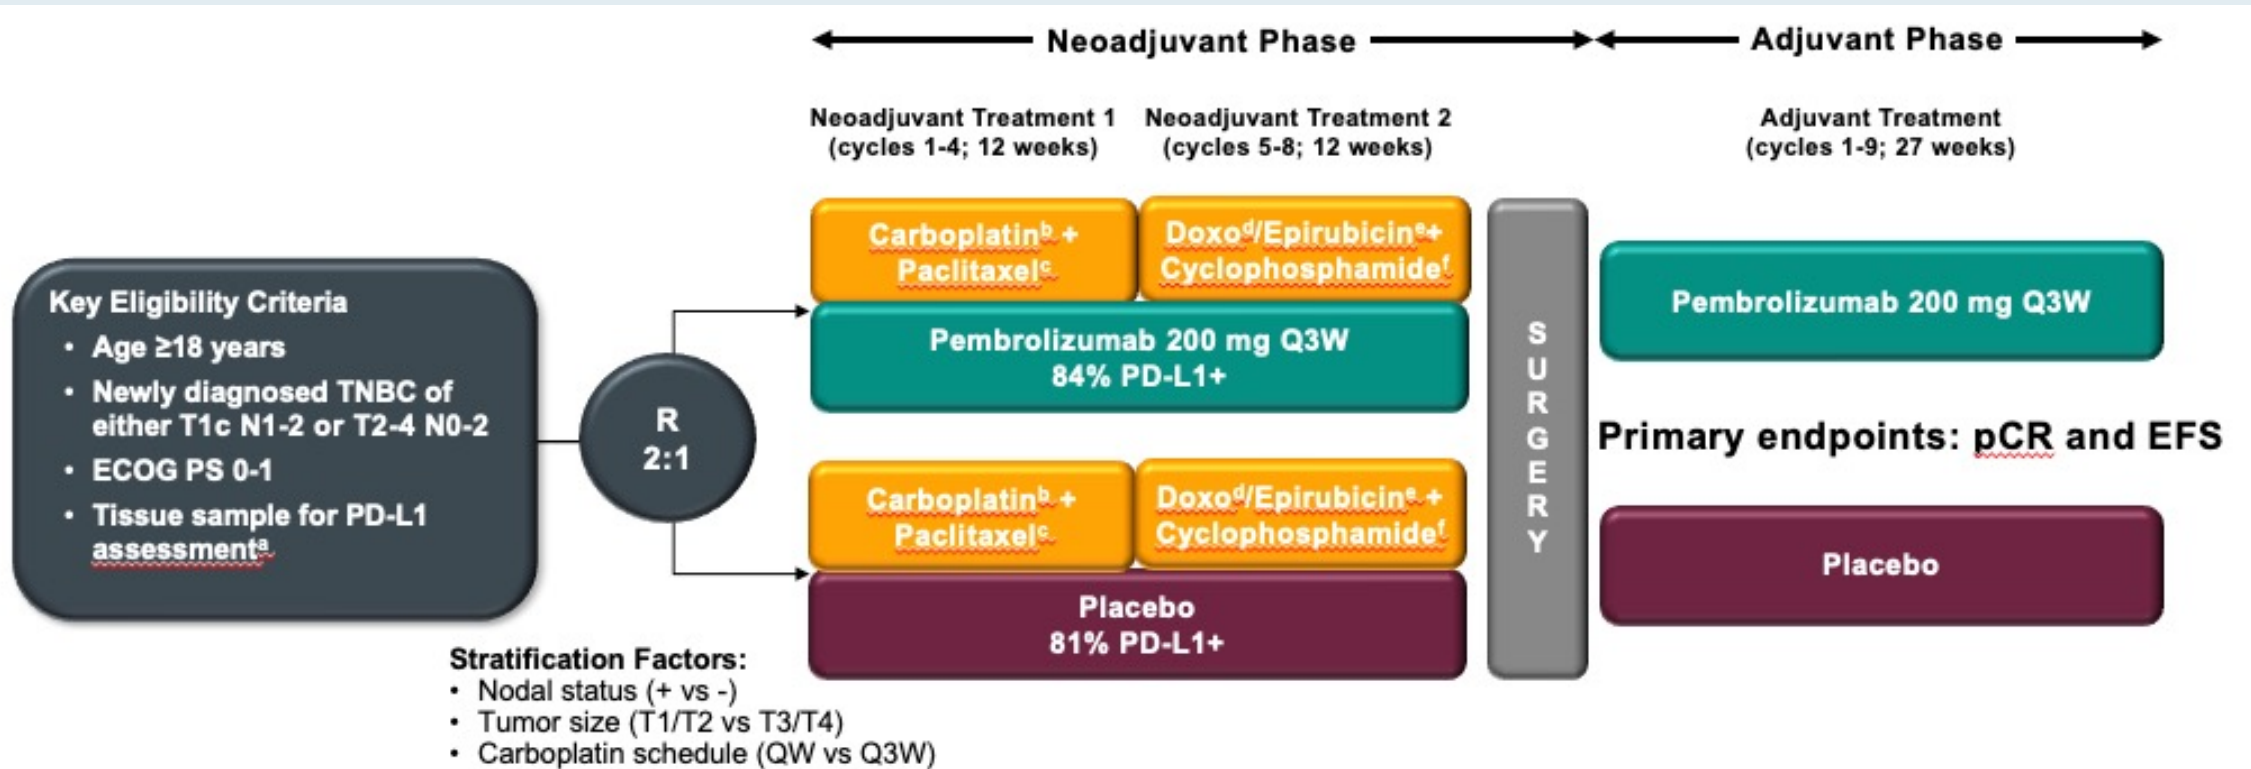 Neoadjuvant Phase
Adjuvant Phase
Neoadjuvant Treatment 1
(cycles 1-4; 12 weeks)
Neoadjuvant Treatment 2
(cycles 5-8; 12 weeks)
Adjuvant Treatment
(cycles 1-9; 27 weeks)
Key Eligibility Criteria
• Age ≥18 years
• Newly diagnosed TNBC of
either T1c N1-2 or T2-4 N0-2
• ECOG PS 0-1
• Tissue sample for PD-L1
assessmentᵃ
R
2:1
Carboplatinᵇ +
Paclitaxelᶜ
Doxoᵈ/Epirubicinᵉ+
Cyclophosphamideᶠ
Pembrolizumab 200 mg Q3W
84% PD-L1+
Carboplatinᵇ +
Paclitaxelᶜ
Doxoᵈ/Epirubicinᵉ +
Cyclophosphamideᶠ
Placebo
81% PD-L1+
S
U
R
G
E
R
Y
Pembrolizumab 200 mg Q3W
Primary endpoints: pCR and EFS
Placebo
Stratification Factors:
• Nodal status (+ vs -)
• Tumor size (T1/T2 vs T3/T4)
• Carboplatin schedule (QW vs Q3W)